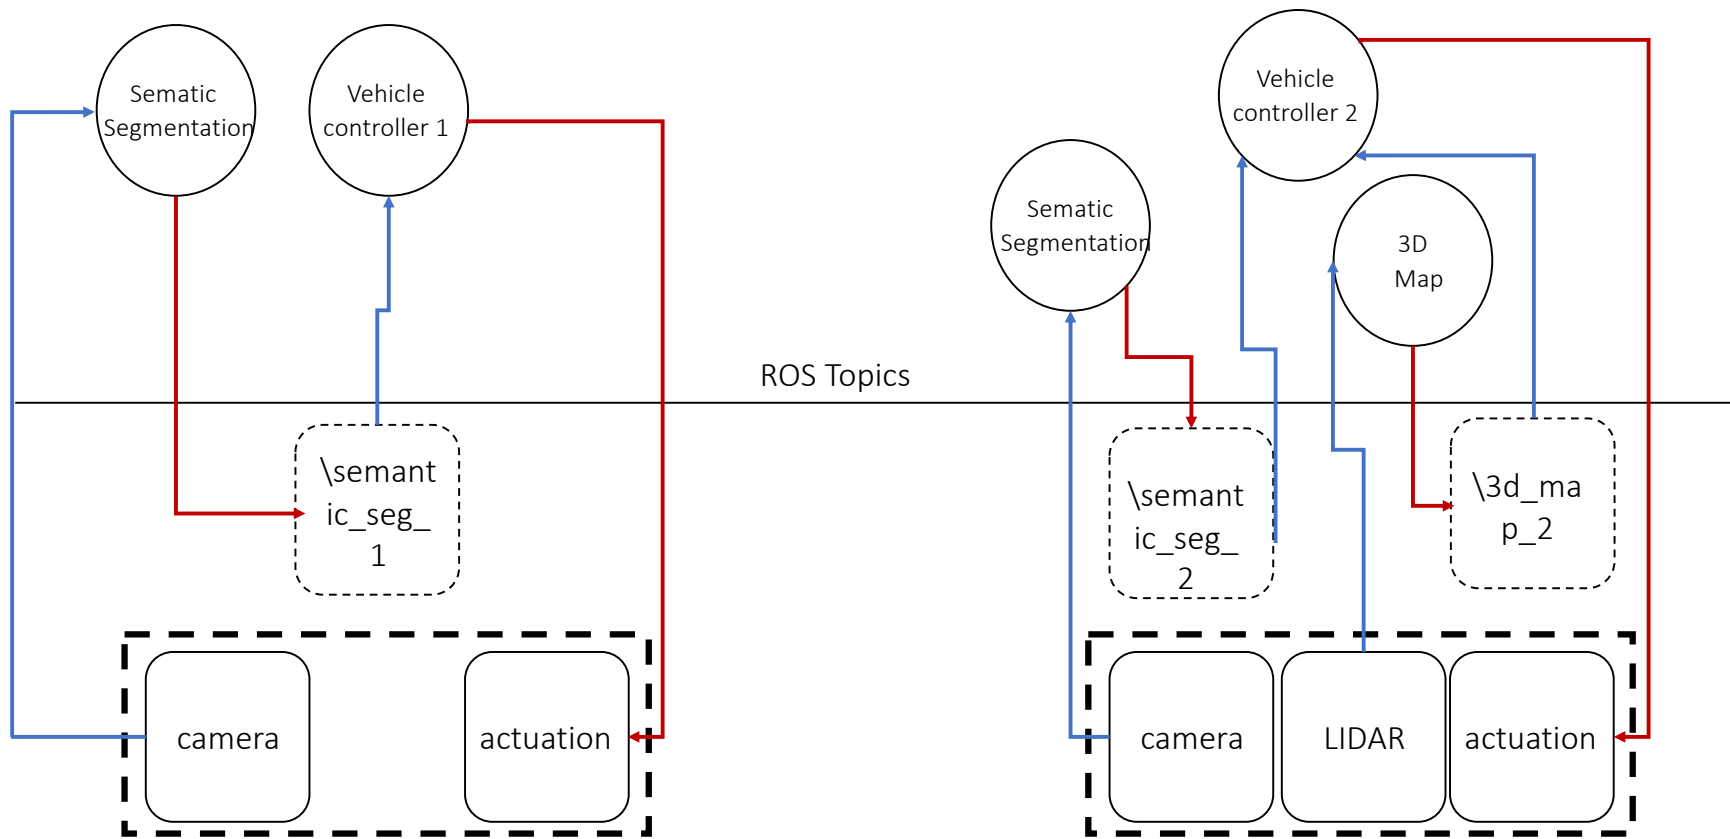 Sematic
Segmentation
Vehicle
controller 1
Vehicle
controller 2
Sematic
Segmentation
3D
Map
ROS Topics
\semant
ic_seg_
1
\semant
ic_seg_
2
\3d_ma
p_2
camera
actuation
camera
LIDAR
actuation